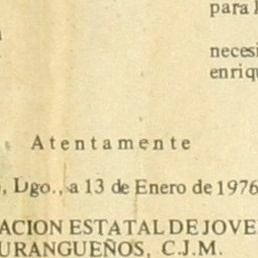 para
necesi
enriqu
Atentamente
Dgo., a 13 de Enero de 1976
ACION ESTATAL DE JOVE
URANGUEÑOS, C.J.M.